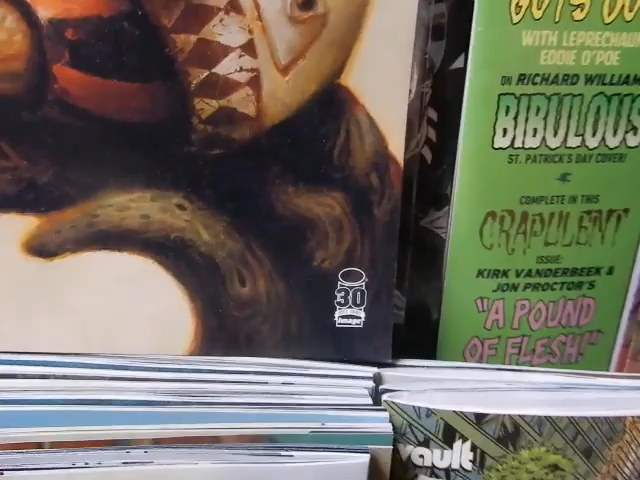 WITH LEPRECHAUN
EDDIE O'POE
ON RICHARD WILLIAM
BIBULOUS
ST. PATRICK'S DAY COVER!
COMPLETE IN THIS
CRAPULENT
ISSUE:
KIRK VANDERBEEK &
JON PROCTOR'S
"A POUND
OF FLESH!"
30
image
vault